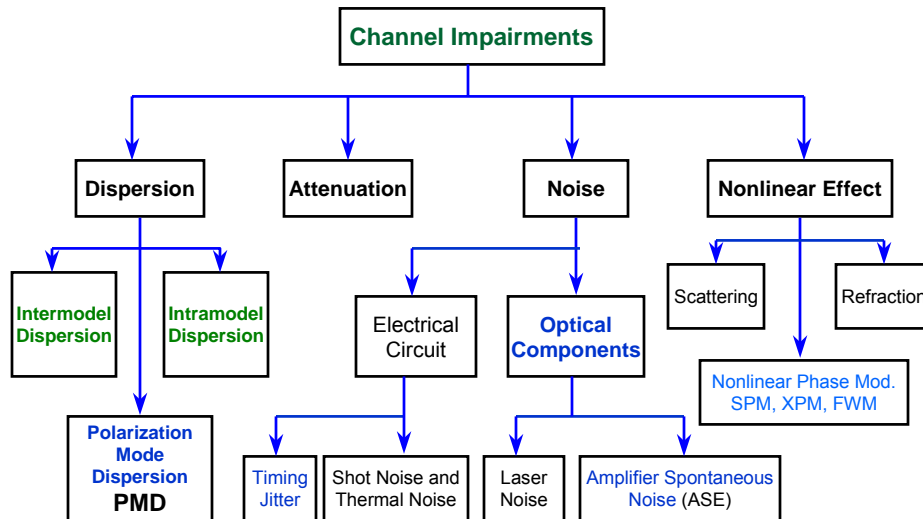 Channel Impairments
Dispersion
Attenuation
Noise
Nonlinear Effect
Intermodel
Dispersion
Intramodel
Dispersion
Electrical
Circuit
Optical
Components
Scattering
Refraction
Nonlinear Phase Mod.
SPM, XPM, FWM
Polarization
Mode
Dispersion
PMD
Timing
Jitter
Shot Noise and
Thermal Noise
Laser
Noise
Amplifier Spontaneous
Noise (ASE)